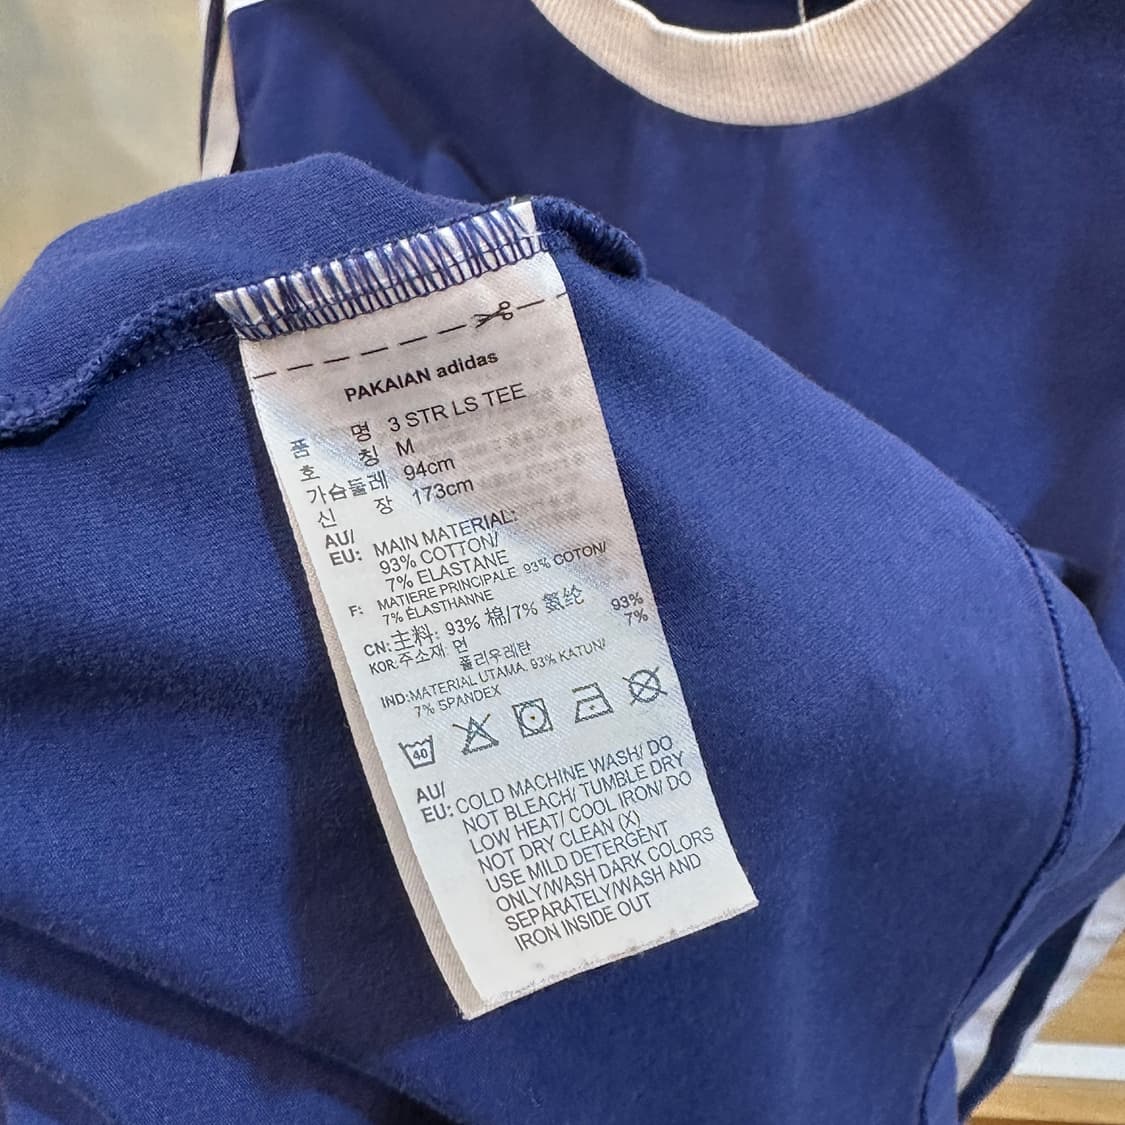 PAKAIAN adidas
품 명 3 STR LS TEE
호 칭 M
가슴둘레 94cm
신 장 173cm
AU/
EU: MAIN MATERIAL:
93% COTTON/
7% ELASTANE
F: MATIERE PRINCIPALE 93% COTON/
7% ÉLASTHANNE
CN: 主料: 93% 棉/7% 氨纶
KOR: 주소재: 면 93%
폴리우레탄 7%
IND: MATERIAL UTAMA. 93% KATUN/
7% SPANDEX
40
AU/
EU: COLD MACHINE WASH/ DO
NOT BLEACH/ TUMBLE DRY
LOW HEAT/ COOL IRON/ DO
NOT DRY CLEAN (X)
USE MILD DETERGENT
ONLY/WASH DARK COLORS
SEPARATELY/WASH AND
IRON INSIDE OUT